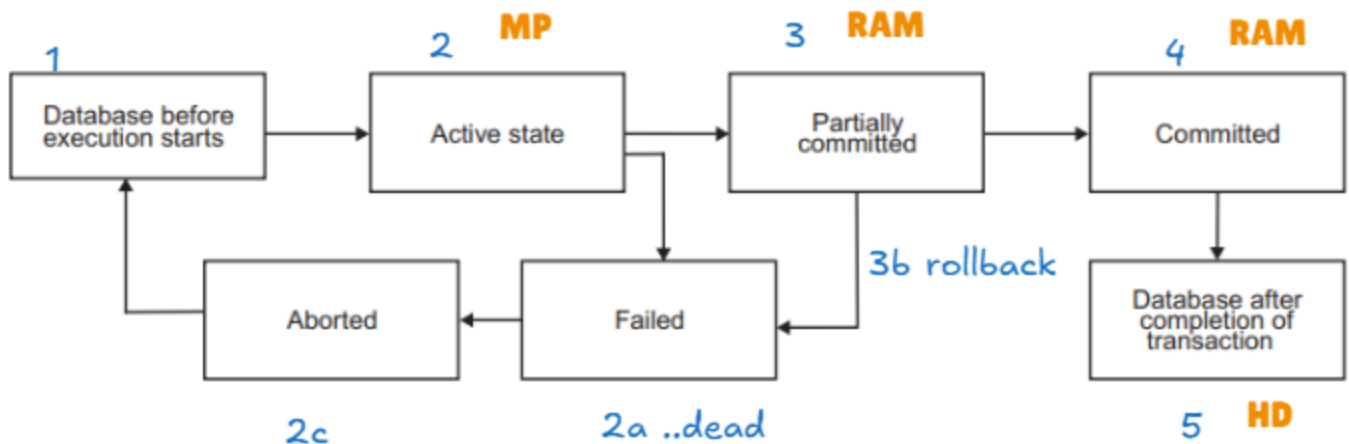 1
2
MP
3
RAM
4
RAM
Database before
execution starts
Active state
Partially
committed
Committed
3b rollback
Aborted
Failed
Database after
completion of
transaction
2c
2a ..dead
5
HD